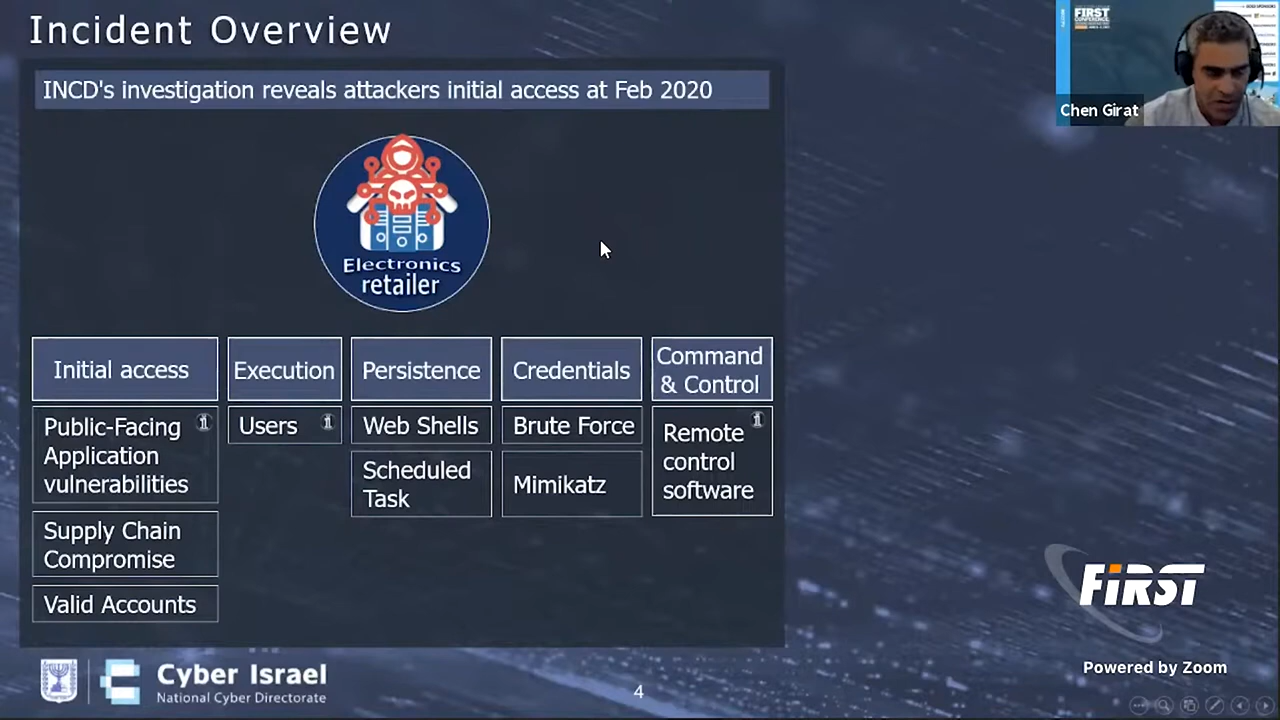 Incident Overview
INCD's investigation reveals attackers initial access at Feb 2020
FIRST
CONFERENCE
Chen Girat
Electronics
retailer
Initial access
Execution
Persistence
Credentials
Command
& Control
Public-Facing
Application
vulnerabilities
Users
Web Shells
Brute Force
Remote
control
software
Scheduled
Task
Mimikatz
Supply Chain
Compromise
Valid Accounts
FIRST
Cyber Israel
National Cyber Directorate
4
Powered by Zoom